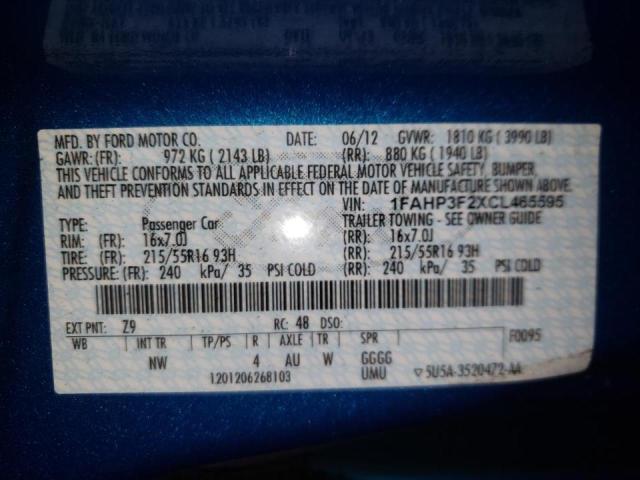 MFD. BY FORD MOTOR CO. DATE: 06/12 GVWR: 1810 KG ( 3990 LB)
GAWR: (FR): 972 KG ( 2143 LB) (RR): 880 KG ( 1940 LB)
THIS VEHICLE CONFORMS TO ALL APPLICABLE FEDERAL MOTOR VEHICLE SAFETY, BUMPER,
AND THEFT PREVENTION STANDARDS IN EFFECT ON THE DATE OF MANUFACTURE SHOWN ABOVE.
VIN: 1FAHP3F2XCL465595
TYPE: Passenger Car TRAILER TOWING - SEE OWNER GUIDE
RIM: (FR): 16x7.0J (RR): 16x7.0J
TIRE: (FR): 215/55R16 93H (RR): 215/55R16 93H
PRESSURE: (FR): 240 kPa/ 35 PSI COLD (RR): 240 kPa/ 35 PSI COLD
EXT PNT: Z9 RC: 48 DSO: F0095
WB INT TR TP/PS R AXLE TR SPR
NW 4 AU W GGGG
1201206268103 UMU ▽5U5A-3520472-AA